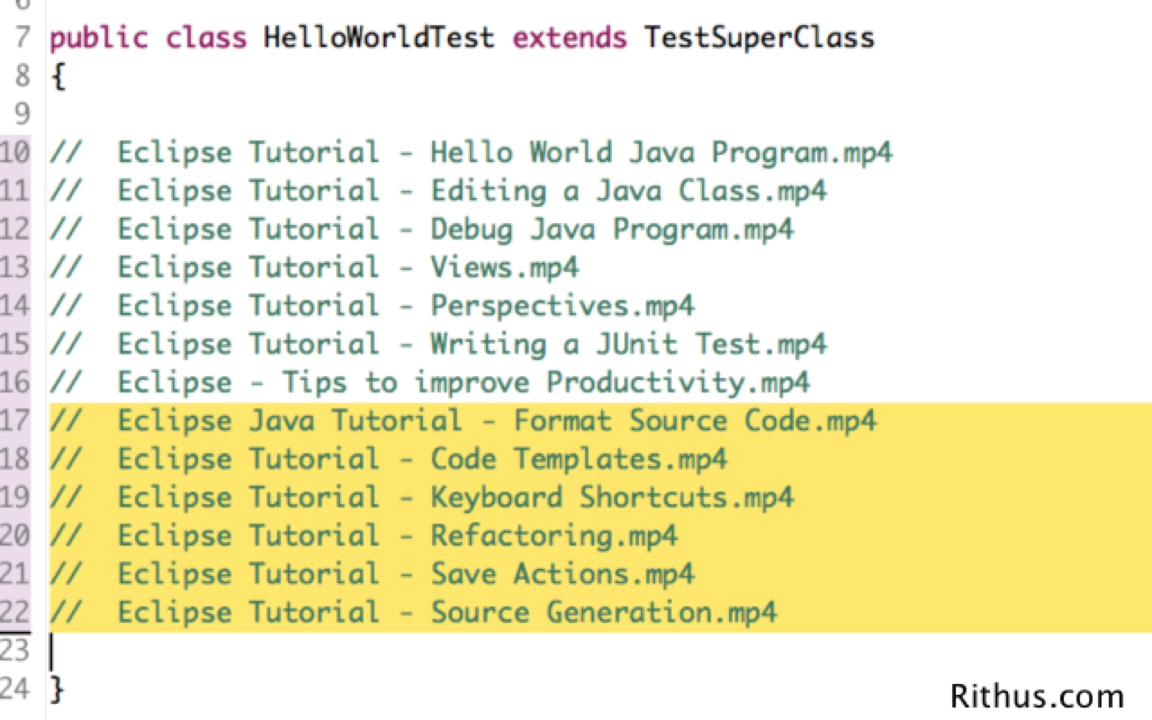 7 public class HelloWorldTest extends TestSuperClass
8 {
9
10 //  Eclipse Tutorial - Hello World Java Program.mp4
11 //  Eclipse Tutorial - Editing a Java Class.mp4
12 //  Eclipse Tutorial - Debug Java Program.mp4
13 //  Eclipse Tutorial - Views.mp4
14 //  Eclipse Tutorial - Perspectives.mp4
15 //  Eclipse Tutorial - Writing a JUnit Test.mp4
16 //  Eclipse - Tips to improve Productivity.mp4
17 //  Eclipse Java Tutorial - Format Source Code.mp4
18 //  Eclipse Tutorial - Code Templates.mp4
19 //  Eclipse Tutorial - Keyboard Shortcuts.mp4
20 //  Eclipse Tutorial - Refactoring.mp4
21 //  Eclipse Tutorial - Save Actions.mp4
22 //  Eclipse Tutorial - Source Generation.mp4
23
24 }
Rithus.com